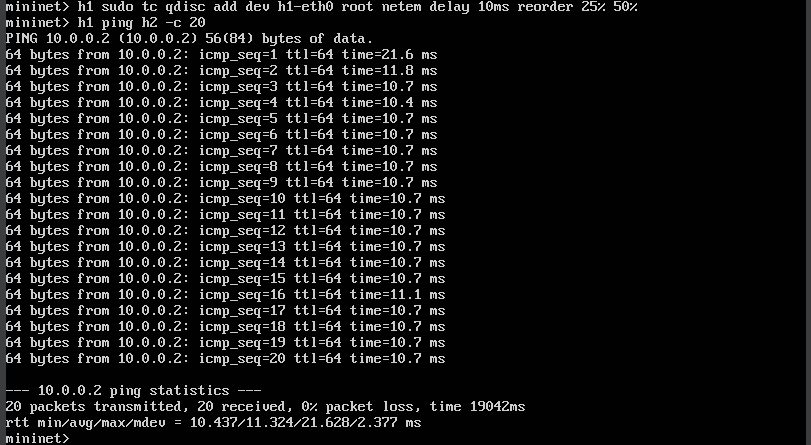 mininet> h1 sudo tc qdisc add dev h1-eth0 root netem delay 10ms reorder 25% 50%
mininet> h1 ping h2 -c 20
PING 10.0.0.2 (10.0.0.2) 56(84) bytes of data.
64 bytes from 10.0.0.2: icmp_seq=1 ttl=64 time=21.6 ms
64 bytes from 10.0.0.2: icmp_seq=2 ttl=64 time=11.8 ms
64 bytes from 10.0.0.2: icmp_seq=3 ttl=64 time=10.7 ms
64 bytes from 10.0.0.2: icmp_seq=4 ttl=64 time=10.4 ms
64 bytes from 10.0.0.2: icmp_seq=5 ttl=64 time=10.7 ms
64 bytes from 10.0.0.2: icmp_seq=6 ttl=64 time=10.7 ms
64 bytes from 10.0.0.2: icmp_seq=7 ttl=64 time=10.7 ms
64 bytes from 10.0.0.2: icmp_seq=8 ttl=64 time=10.7 ms
64 bytes from 10.0.0.2: icmp_seq=9 ttl=64 time=10.7 ms
64 bytes from 10.0.0.2: icmp_seq=10 ttl=64 time=10.7 ms
64 bytes from 10.0.0.2: icmp_seq=11 ttl=64 time=10.7 ms
64 bytes from 10.0.0.2: icmp_seq=12 ttl=64 time=10.7 ms
64 bytes from 10.0.0.2: icmp_seq=13 ttl=64 time=10.7 ms
64 bytes from 10.0.0.2: icmp_seq=14 ttl=64 time=10.7 ms
64 bytes from 10.0.0.2: icmp_seq=15 ttl=64 time=10.7 ms
64 bytes from 10.0.0.2: icmp_seq=16 ttl=64 time=11.1 ms
64 bytes from 10.0.0.2: icmp_seq=17 ttl=64 time=10.7 ms
64 bytes from 10.0.0.2: icmp_seq=18 ttl=64 time=10.7 ms
64 bytes from 10.0.0.2: icmp_seq=19 ttl=64 time=10.7 ms
64 bytes from 10.0.0.2: icmp_seq=20 ttl=64 time=10.7 ms
--- 10.0.0.2 ping statistics ---
20 packets transmitted, 20 received, 0% packet loss, time 19042ms
rtt min/avg/max/mdev = 10.437/11.324/21.628/2.377 ms
mininet>